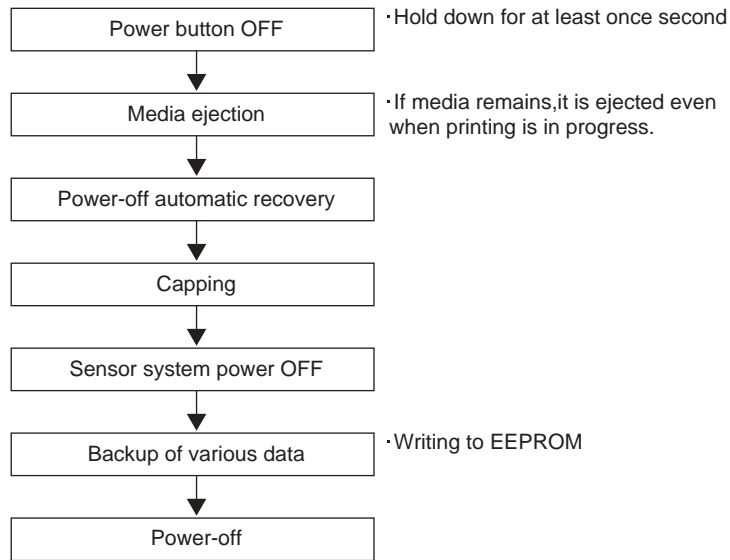 Power button OFF
·Hold down for at least once second
Media ejection
·If media remains,it is ejected even
when printing is in progress.
Power-off automatic recovery
Capping
Sensor system power OFF
Backup of various data
·Writing to EEPROM
Power-off